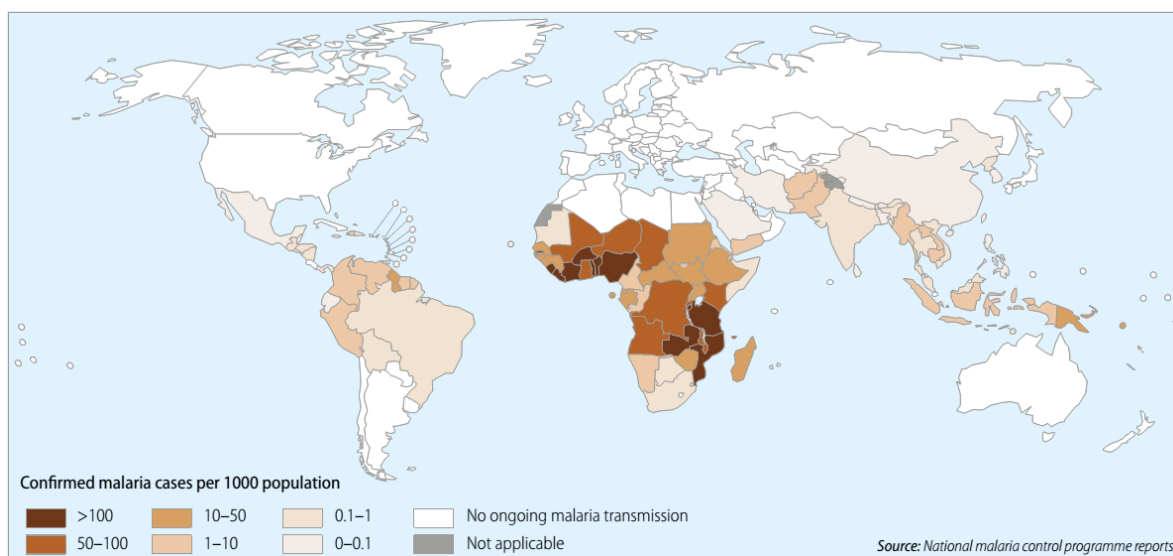 Confirmed malaria cases per 1000 population
>100
10–50
0.1–1
No ongoing malaria transmission
50–100
1–10
0–0.1
Not applicable
Source: National malaria control programme reports